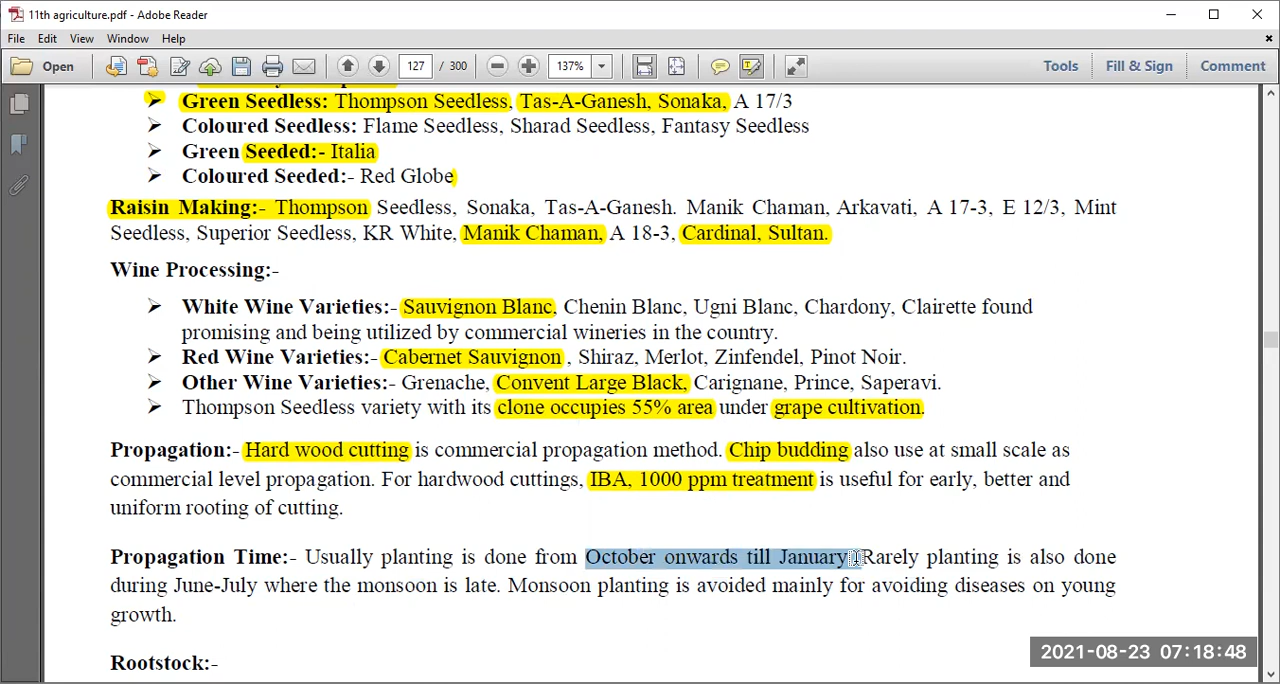 11th agriculture.pdf - Adobe Reader
File Edit View Window Help
Open 127 / 300 137% Tools Fill & Sign Comment
➤ Green Seedless: Thompson Seedless, Tas-A-Ganesh, Sonaka, A 17/3
➤ Coloured Seedless: Flame Seedless, Sharad Seedless, Fantasy Seedless
➤ Green Seeded:- Italia
➤ Coloured Seeded:- Red Globe
Raisin Making:- Thompson Seedless, Sonaka, Tas-A-Ganesh. Manik Chaman, Arkavati, A 17-3, E 12/3, Mint
Seedless, Superior Seedless, KR White, Manik Chaman, A 18-3, Cardinal, Sultan.
Wine Processing:-
➤ White Wine Varieties:- Sauvignon Blanc, Chenin Blanc, Ugni Blanc, Chardony, Clairette found
promising and being utilized by commercial wineries in the country.
➤ Red Wine Varieties:- Cabernet Sauvignon , Shiraz, Merlot, Zinfendel, Pinot Noir.
➤ Other Wine Varieties:- Grenache, Convent Large Black, Carignane, Prince, Saperavi.
➤ Thompson Seedless variety with its clone occupies 55% area under grape cultivation.
Propagation:- Hard wood cutting is commercial propagation method. Chip budding also use at small scale as
commercial level propagation. For hardwood cuttings, IBA, 1000 ppm treatment is useful for early, better and
uniform rooting of cutting.
Propagation Time:- Usually planting is done from October onwards till January. Rarely planting is also done
during June-July where the monsoon is late. Monsoon planting is avoided mainly for avoiding diseases on young
growth.
Rootstock:-
2021-08-23 07:18:48